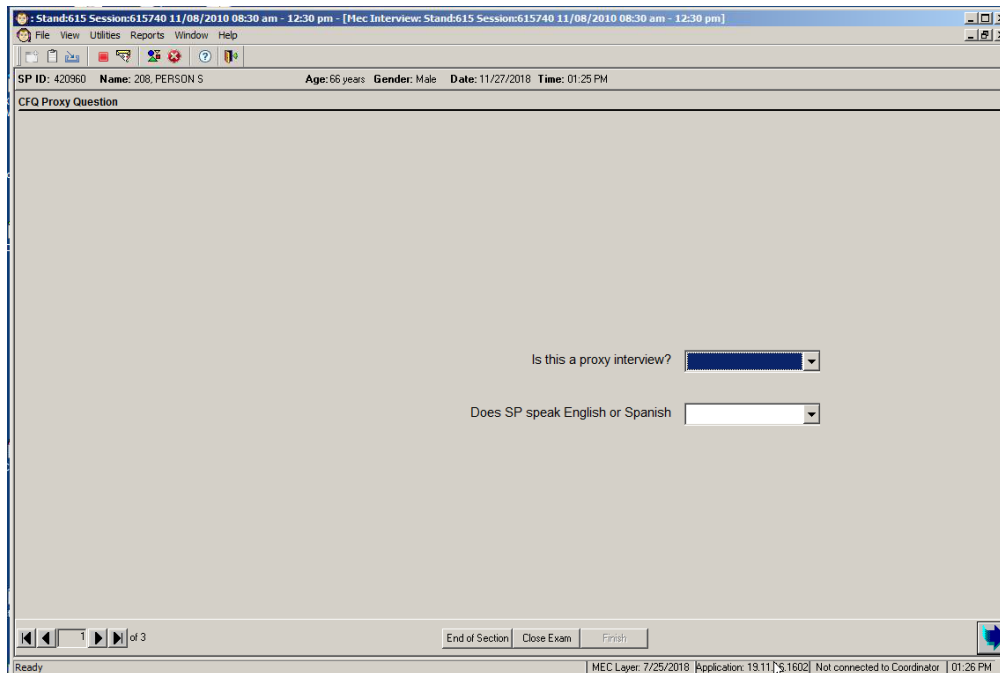 : Stand:615 Session:615740 11/08/2010 08:30 am - 12:30 pm - [Mec Interview: Stand:615 Session:615740 11/08/2010 08:30 am - 12:30 pm]
File View Utilities Reports Window Help
SP ID: 420960 Name: 208, PERSON S Age: 66 years Gender: Male Date: 11/27/2018 Time: 01:25 PM
CFQ Proxy Question
Is this a proxy interview?
Does SP speak English or Spanish
1 of 3 End of Section Close Exam Finish
Ready MEC Layer: 7/25/2018 Application: 19.11. 6.1602 Not connected to Coordinator 01:26 PM